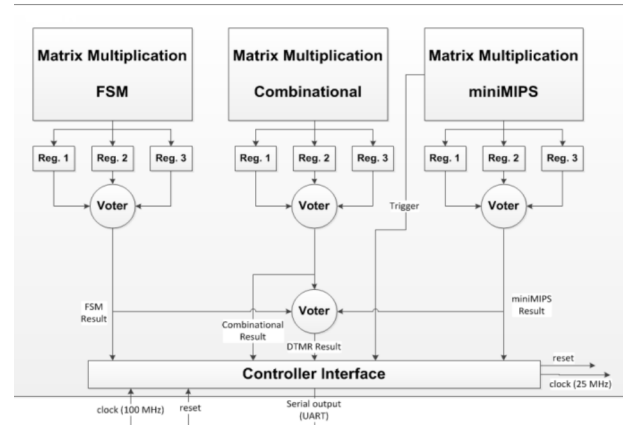 Matrix Multiplication
FSM
Matrix Multiplication
Combinational
Matrix Multiplication
miniMIPS
Reg. 1
Reg. 2
Reg. 3
Reg. 1
Reg. 2
Reg. 3
Reg. 1
Reg. 2
Reg. 3
Voter
Voter
Trigger
Voter
FSM
Result
Combinational
Result
Voter
DTMR Result
miniMIPS
Result
Controller Interface
reset
clock (25 MHz)
clock (100 MHz)
reset
Serial output
(UART)